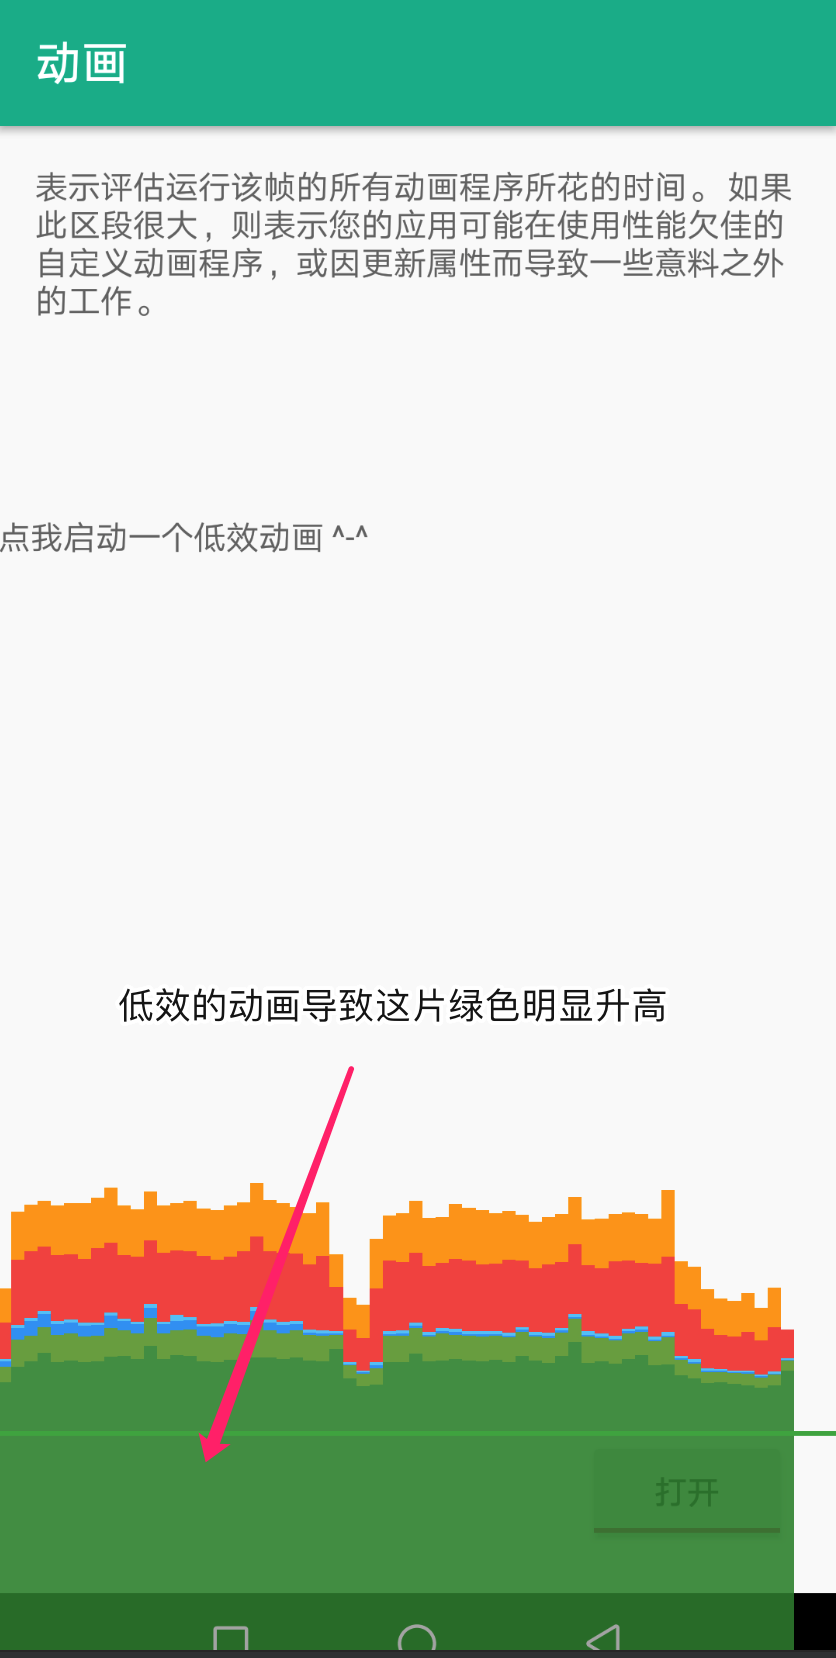 动画
表示评估运行该帧的所有动画程序所花的时间。 如果
此区段很大，则表示您的应用可能在使用性能欠佳的
自定义动画程序，或因更新属性而导致一些意料之外
的工作。
点我启动一个低效动画 ^-^
低效的动画导致这片绿色明显升高
打开